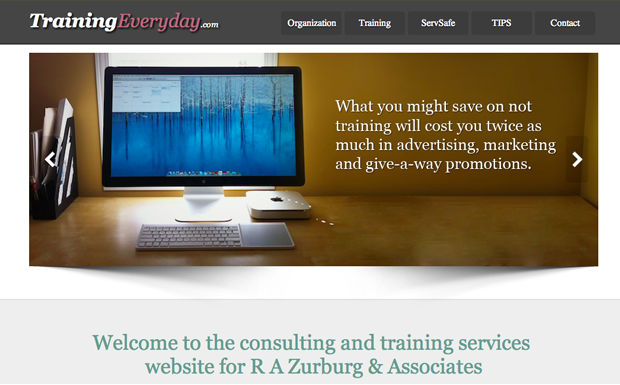 TrainingEveryday.com
Organization
Training
ServSafe
TIPS
Contact
What you might save on not
training will cost you twice as
much in advertising, marketing
and give-a-way promotions.
Welcome to the consulting and training services
website for R A Zurburg & Associates